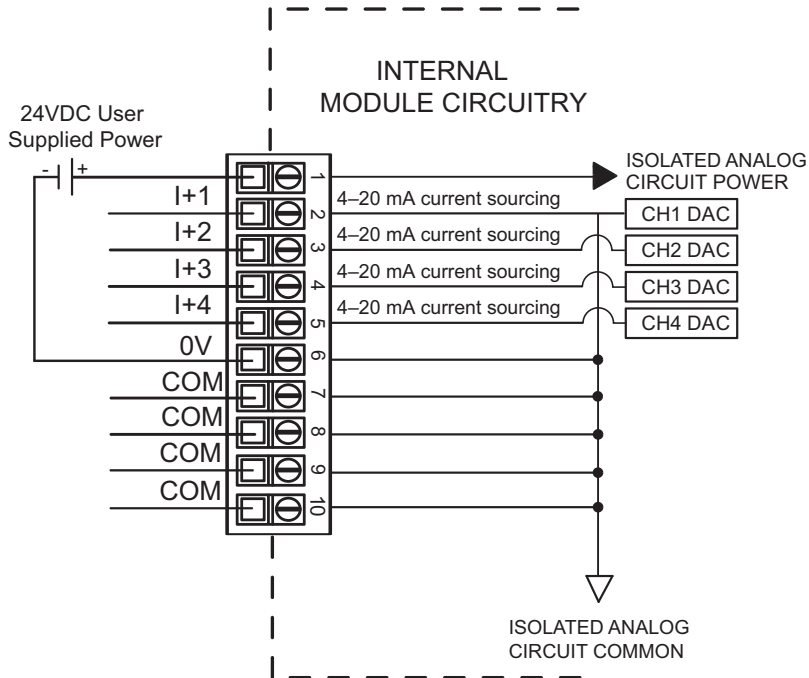 INTERNAL
MODULE CIRCUITRY
24VDC User
Supplied Power
- +
1
ISOLATED ANALOG
CIRCUIT POWER
I+1
2
4–20 mA current sourcing
CH1 DAC
I+2
3
4–20 mA current sourcing
CH2 DAC
I+3
4
4–20 mA current sourcing
CH3 DAC
I+4
5
4–20 mA current sourcing
CH4 DAC
0V
6
COM
7
COM
8
COM
9
COM
10
ISOLATED ANALOG
CIRCUIT COMMON